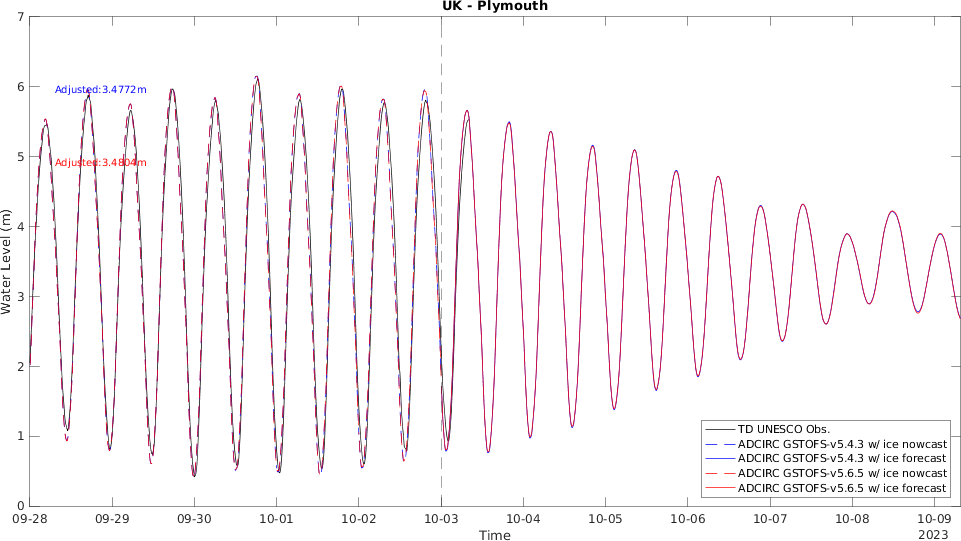 UK - Plymouth
7
6
5
4
3
2
1
0
Water Level (m)
Adjusted:3.4772m
Adjusted:3.4804m
TD UNESCO Obs.
ADCIRC GSTOFS-v5.4.3 w/ ice nowcast
ADCIRC GSTOFS-v5.4.3 w/ ice forecast
ADCIRC GSTOFS-v5.6.5 w/ ice nowcast
ADCIRC GSTOFS-v5.6.5 w/ ice forecast
09-28 09-29 09-30 10-01 10-02 10-03 10-04 10-05 10-06 10-07 10-08 10-09
2023
Time